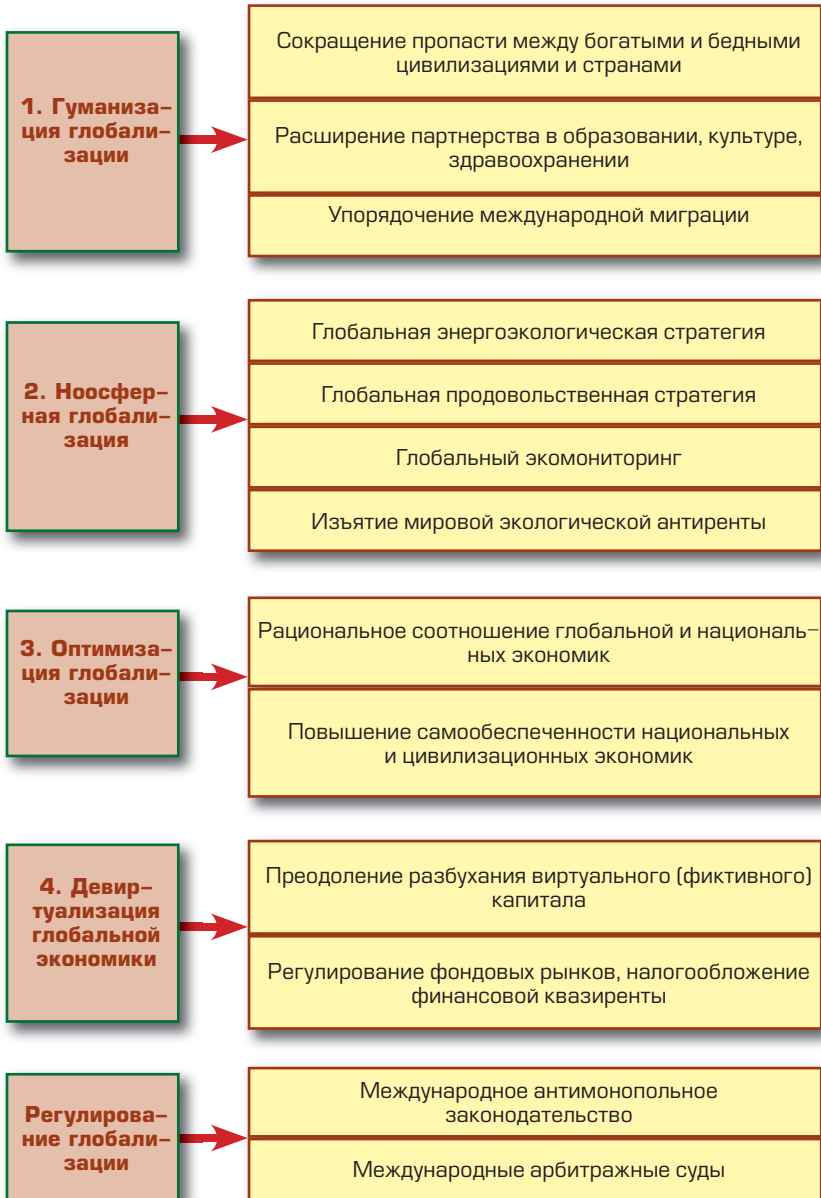 1. Гуманиза–
ция глобали–
зации
Сокращение пропасти между богатыми и бедными
цивилизациями и странами
Расширение партнерства в образовании, культуре,
здравоохранении
Упорядочение международной миграции
2. Ноосфер–
ная глобали–
зация
Глобальная энергоэкологическая стратегия
Глобальная продовольственная стратегия
Глобальный экомониторинг
Изъятие мировой экологической антиренты
3. Оптимиза–
ция глобали–
зации
Рациональное соотношение глобальной и националь–
ных экономик
Повышение самообеспеченности национальных
и цивилизационных экономик
4. Девир–
туализация
глобальной
экономики
Преодоление разбухания виртуального (фиктивного)
капитала
Регулирование фондовых рынков, налогообложение
финансовой квазиренты
Регулирова–
ние глобали–
зации
Международное антимонопольное
законодательство
Международные арбитражные суды